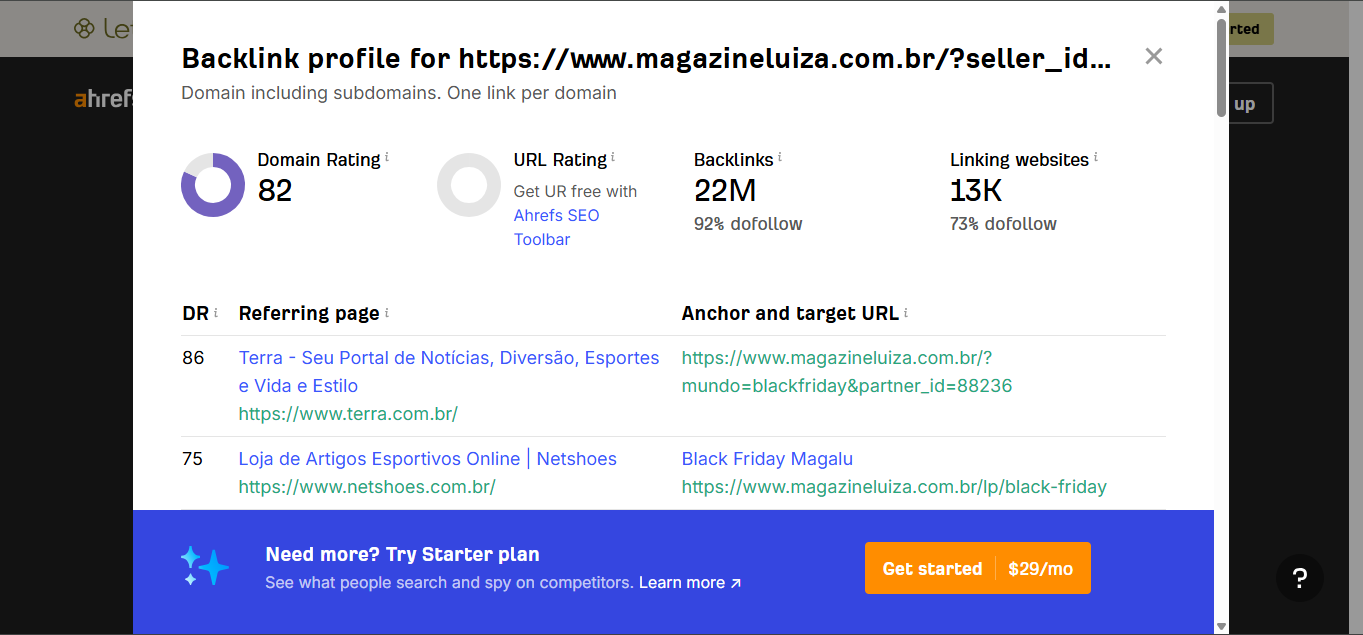 Backlink profile for https://www.magazineluiza.com.br/?seller_id...
Domain including subdomains. One link per domain
ahrefs
up
Domain Rating i
82
URL Rating i
Get UR free with
Ahrefs SEO
Toolbar
Backlinks i
22M
92% dofollow
Linking websites i
13K
73% dofollow
DR i Referring page i Anchor and target URL i
86 Terra - Seu Portal de Notícias, Diversão, Esportes https://www.magazineluiza.com.br/?
e Vida e Estilo mundo=blackfriday&partner_id=88236
https://www.terra.com.br/
75 Loja de Artigos Esportivos Online | Netshoes Black Friday Magalu
https://www.netshoes.com.br/ https://www.magazineluiza.com.br/lp/black-friday
Need more? Try Starter plan
See what people search and spy on competitors. Learn more ↗
Get started $29/mo
?